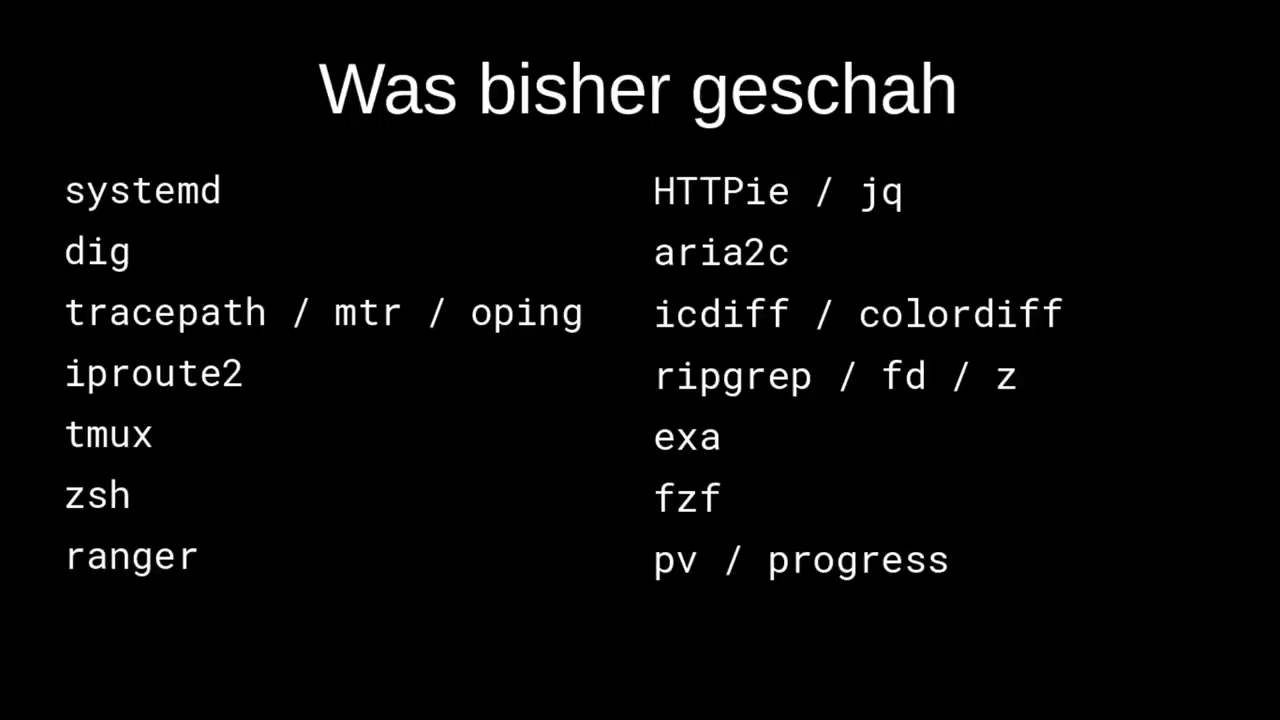 Was bisher geschah
systemd
dig
tracepath / mtr / oping
iproute2
tmux
zsh
ranger
HTTPie / jq
aria2c
icdiff / colordiff
ripgrep / fd / z
exa
fzf
pv / progress